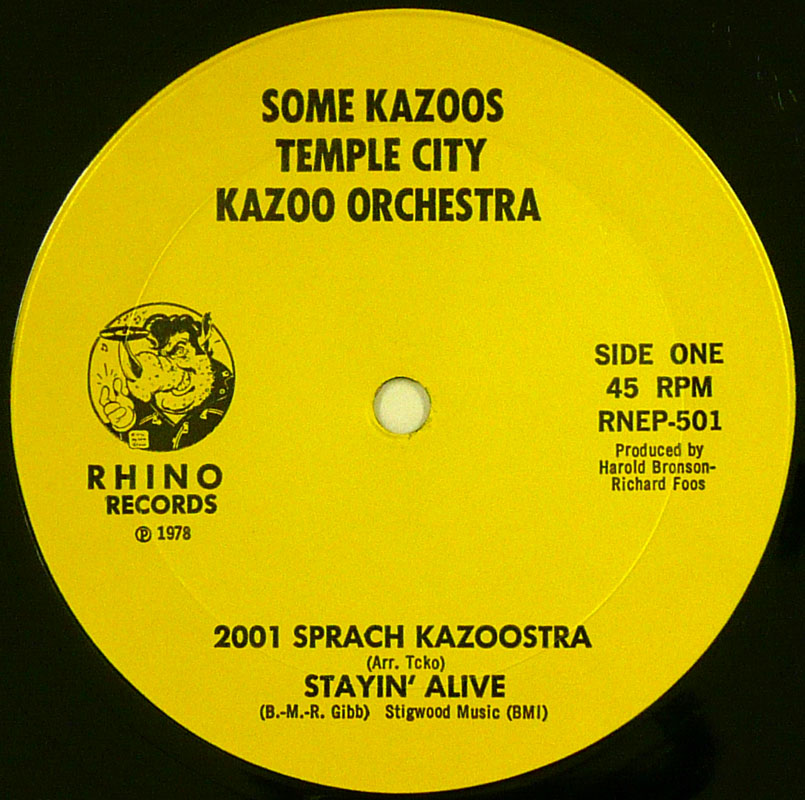 SOME KAZOOS
TEMPLE CITY
KAZOO ORCHESTRA
SIDE ONE
45 RPM
RNEP-501
Produced by
Harold Bronson-
Richard Foos
RHINO
RECORDS
℗ 1978
2001 SPRACH KAZOOSTRA
(Arr. Tcko)
STAYIN' ALIVE
(B.-M.-R. Gibb) Stigwood Music (BMI)